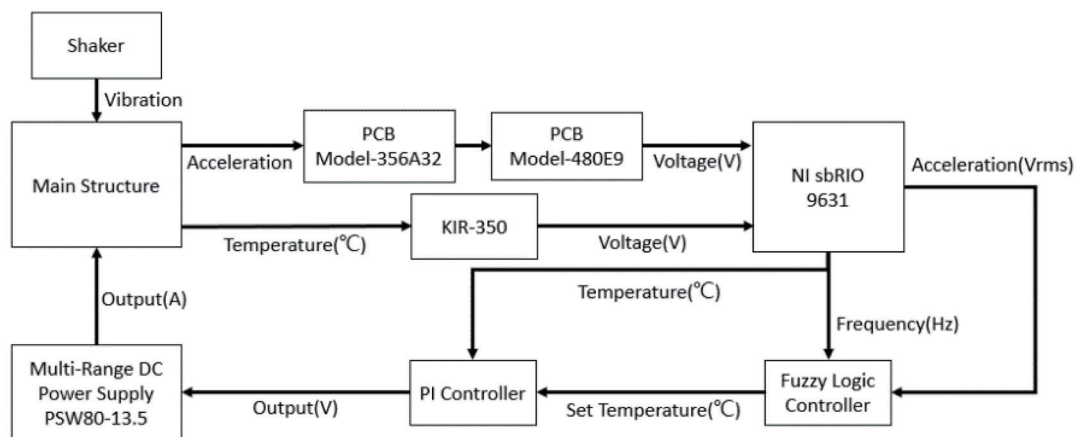 Shaker
Vibration
Main Structure
Acceleration
PCB
Model-356A32
PCB
Model-480E9
Voltage(V)
NI sbRIO
9631
Acceleration(Vrms)
Temperature(℃)
KIR-350
Voltage(V)
Temperature(℃)
Output(A)
Frequency(Hz)
Multi-Range DC
Power Supply
PSW80-13.5
Output(V)
PI Controller
Set Temperature(℃)
Fuzzy Logic
Controller